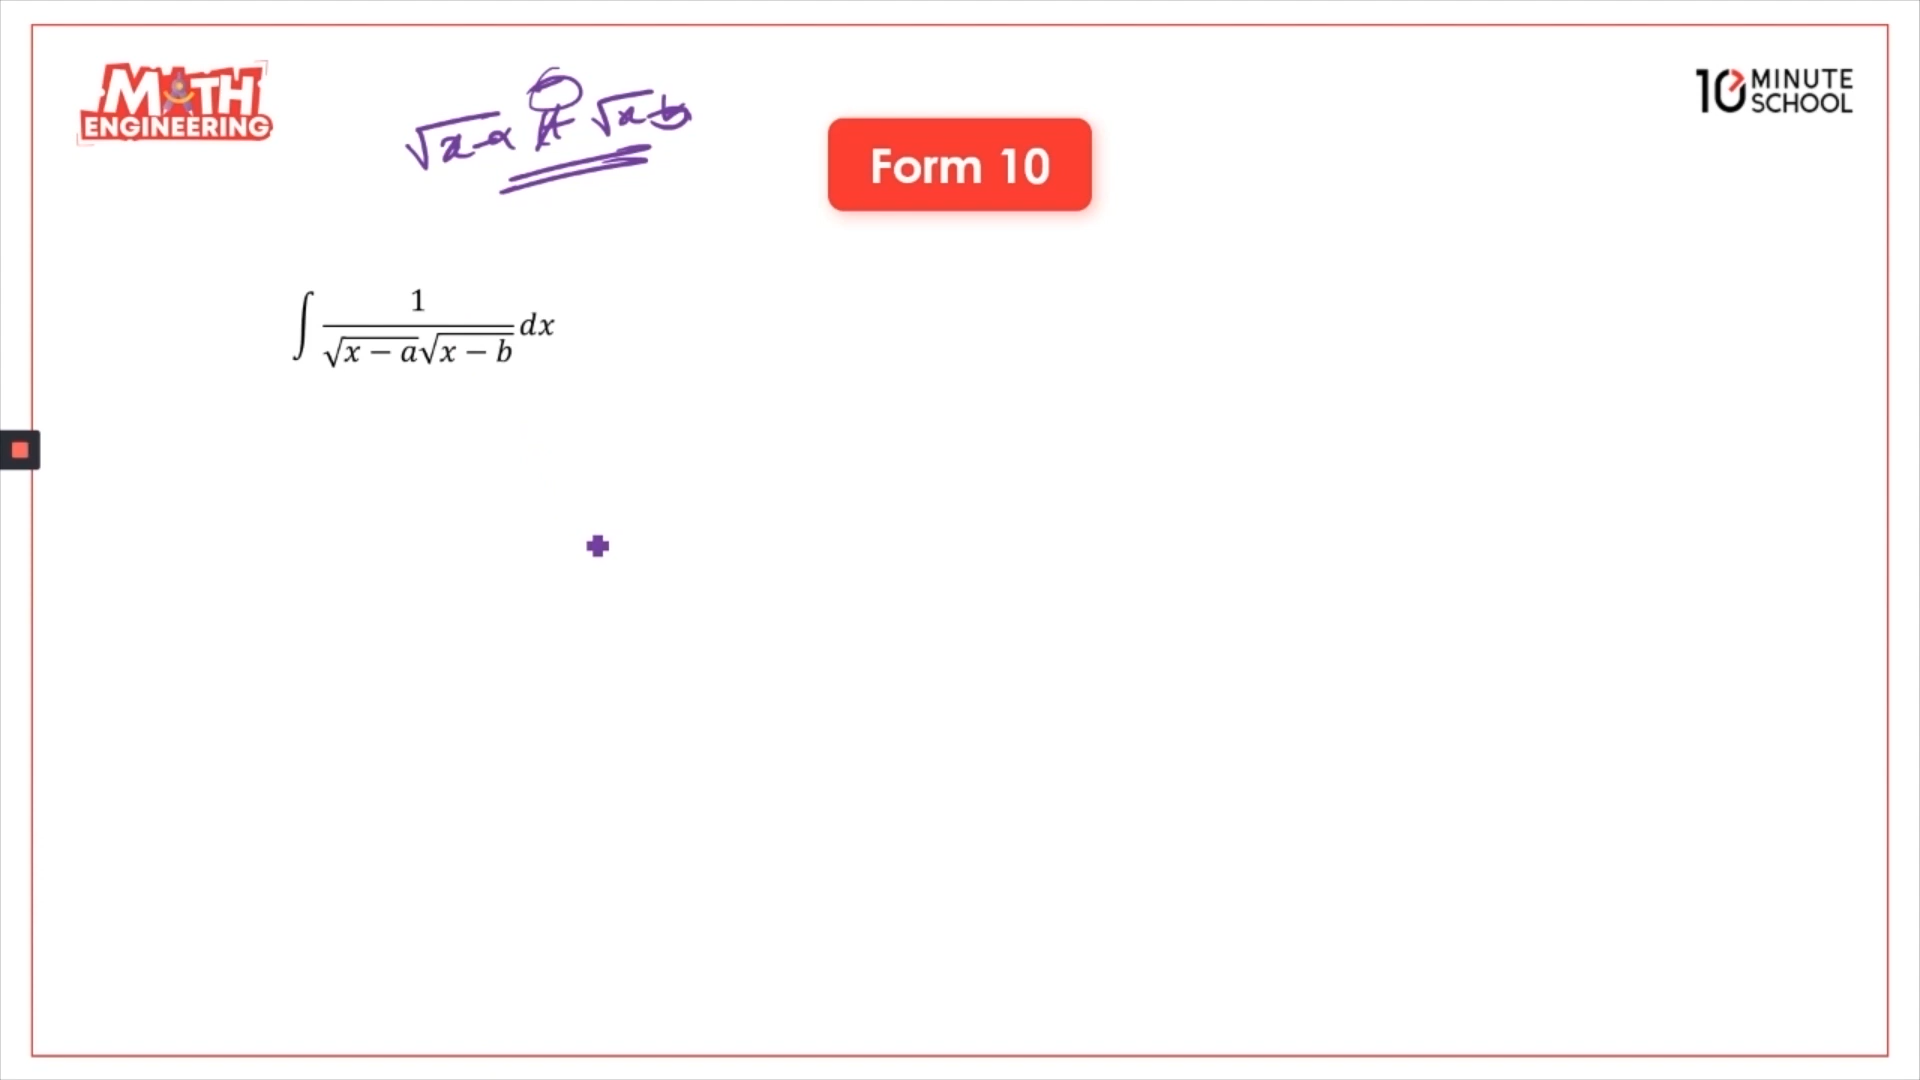 MATH
ENGINEERING
10 MINUTE
SCHOOL
√x-a ± √x-b
Form 10
∫ 1/(√(x − a)√(x − b)) dx